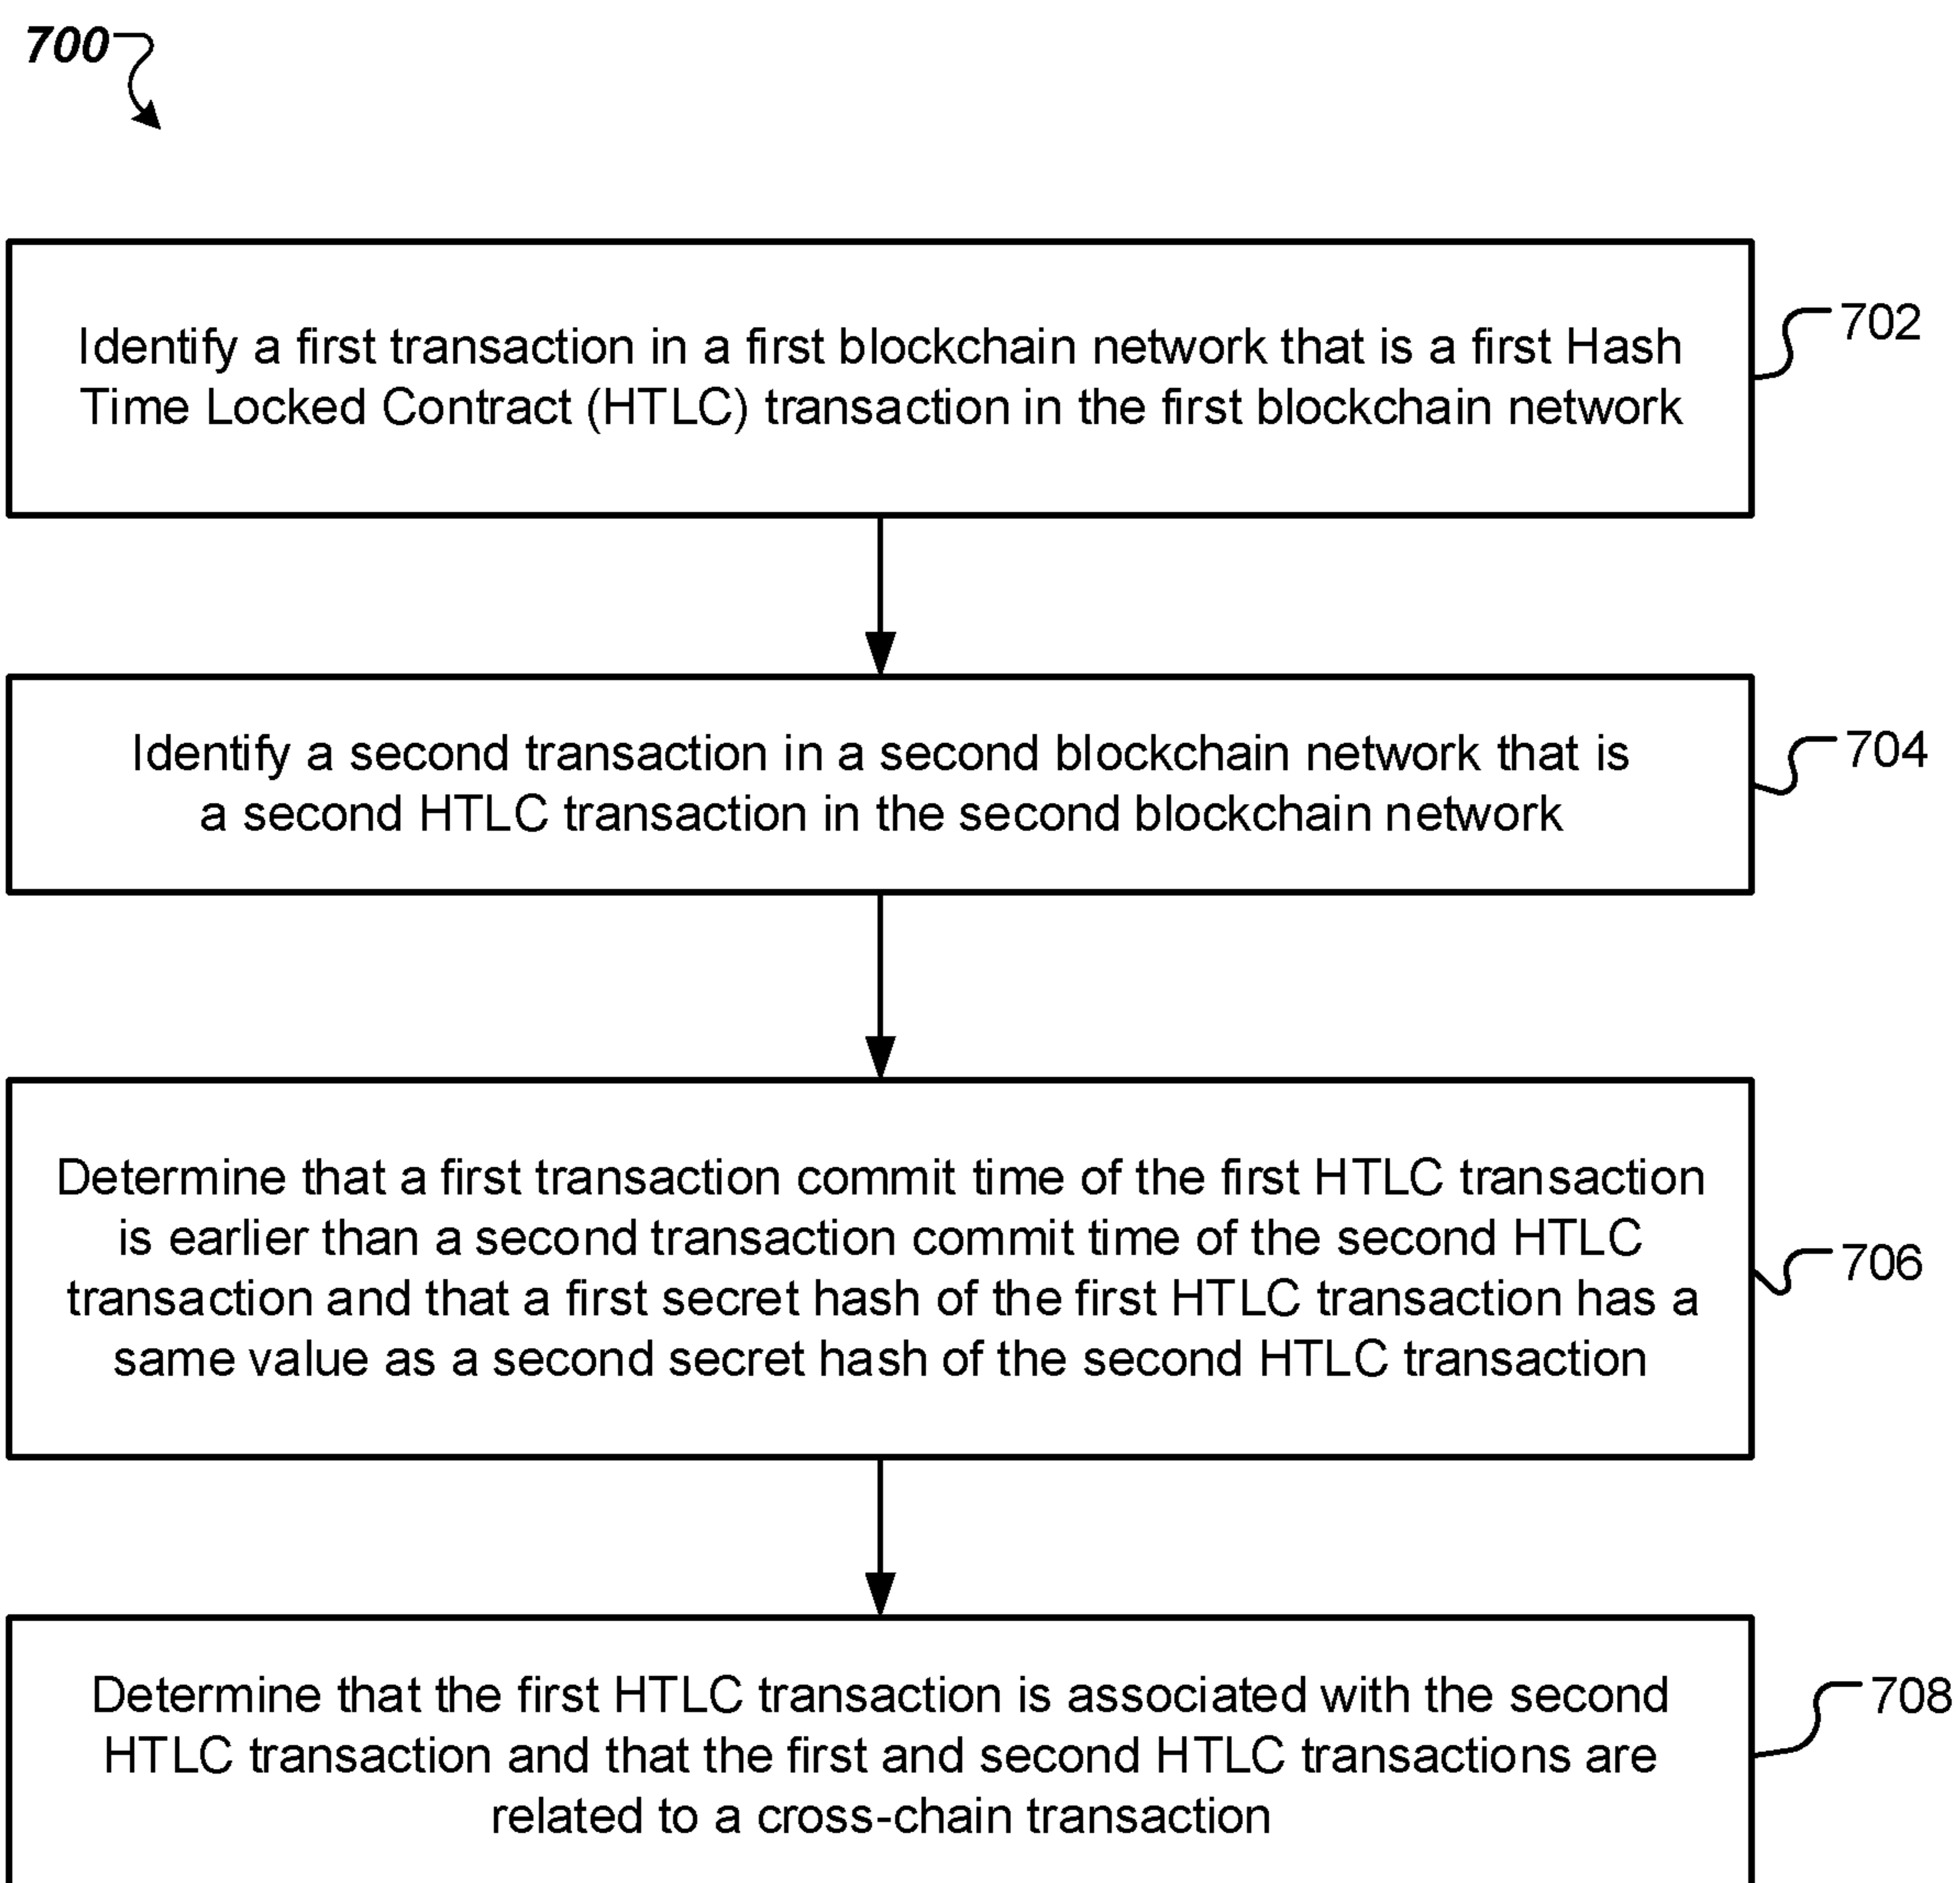 700
Identify a first transaction in a first blockchain network that is a first Hash
Time Locked Contract (HTLC) transaction in the first blockchain network
702
Identify a second transaction in a second blockchain network that is
a second HTLC transaction in the second blockchain network
704
Determine that a first transaction commit time of the first HTLC transaction
is earlier than a second transaction commit time of the second HTLC
transaction and that a first secret hash of the first HTLC transaction has a
same value as a second secret hash of the second HTLC transaction
706
Determine that the first HTLC transaction is associated with the second
HTLC transaction and that the first and second HTLC transactions are
related to a cross-chain transaction
708